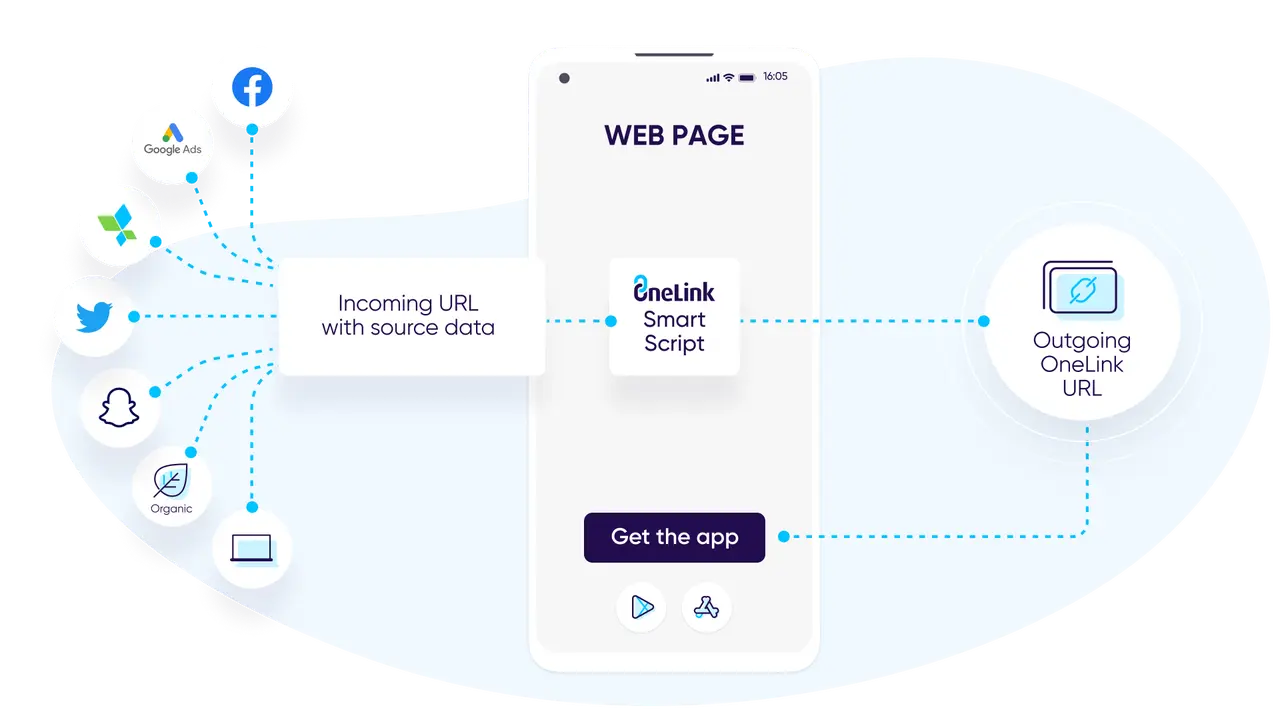 16:05
WEB PAGE
Google Ads
Incoming URL
with source data
OneLink
Smart
Script
Outgoing
OneLink
URL
Organic
Get the app